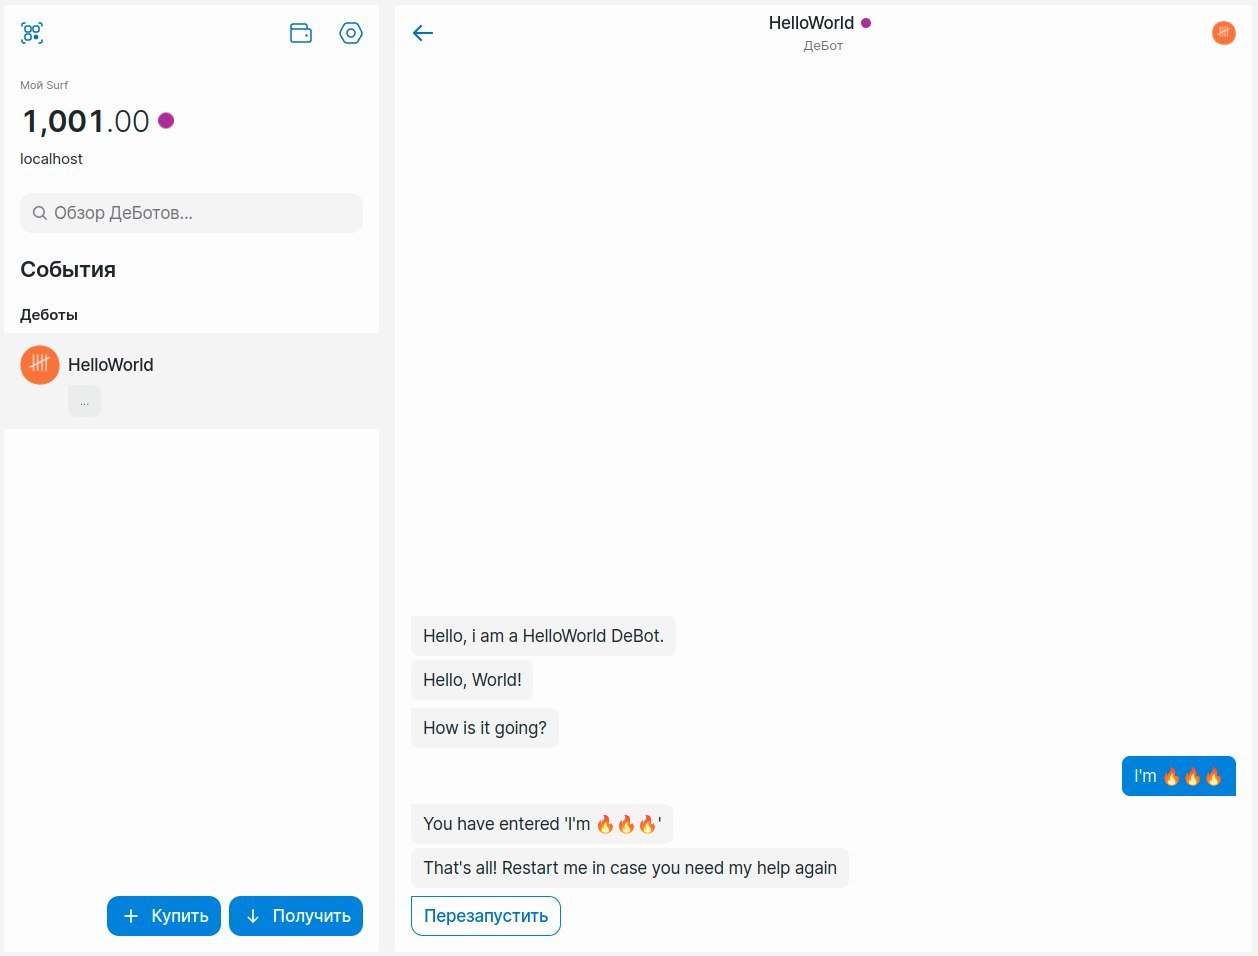 Мой Surf
1,001.00
localhost
Обзор ДеБотов...
События
Деботы
HelloWorld
...
Купить
Получить
HelloWorld
ДеБот
Hello, i am a HelloWorld DeBot.
Hello, World!
How is it going?
I'm 🔥🔥🔥
You have entered 'I'm 🔥🔥🔥'
That's all! Restart me in case you need my help again
Перезапустить